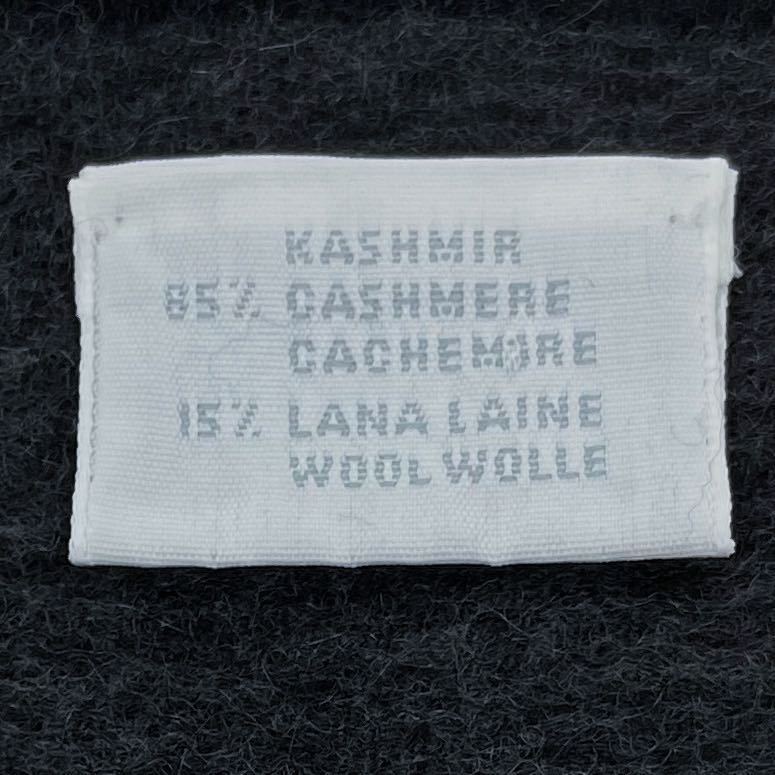 KASHMIR
85% CASHMERE
CACHEMIRE
15% LANA LAINE
WOOL WOLLE